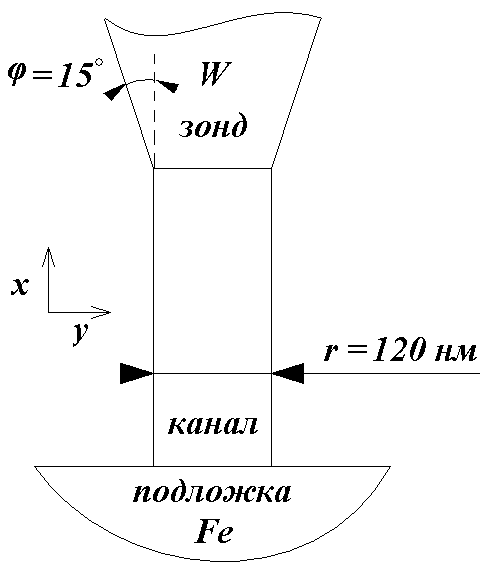 φ = 15°
W
зонд
x
y
r = 120 нм
канал
подложка
Fe